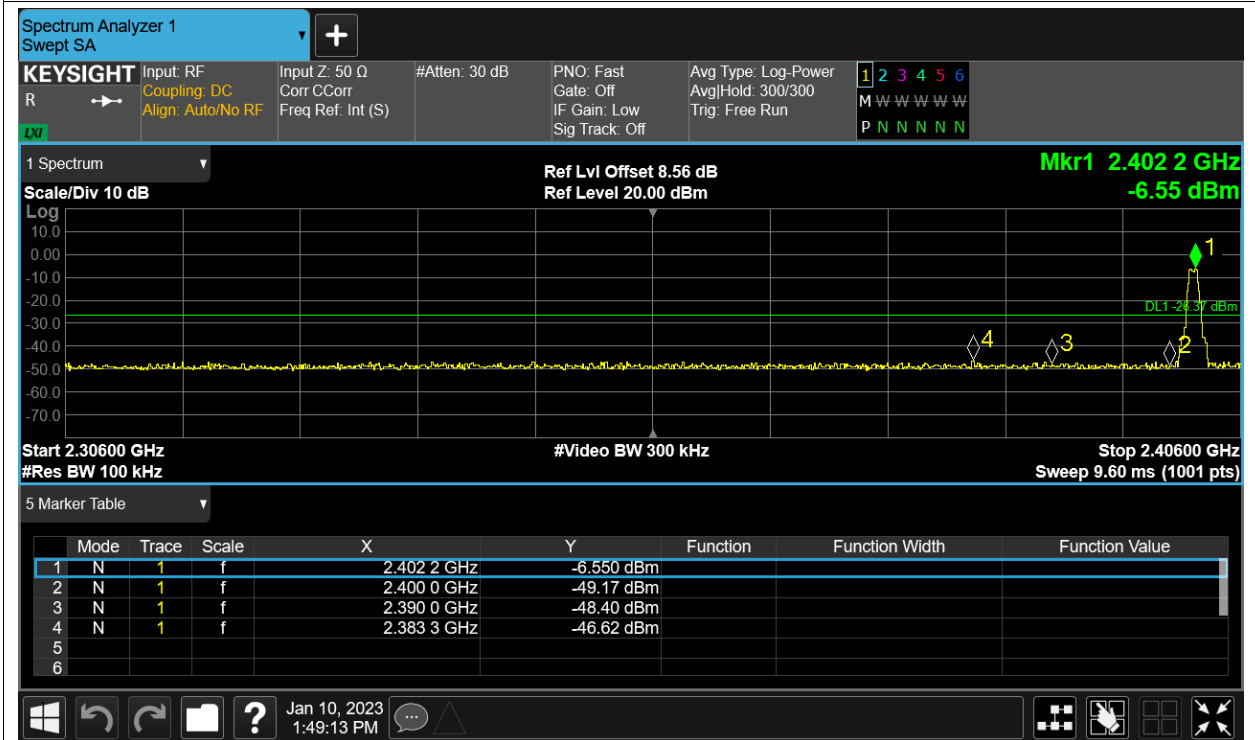 Spectrum Analyzer 1
Swept SA
+
KEYSIGHT Input: RF Input Z: 50 Ω #Atten: 30 dB PNO: Fast Avg Type: Log-Power 1 2 3 4 5 6
R Coupling: DC Corr CCorr Gate: Off Avg|Hold: 300/300 M W W W W W
Align: Auto/No RF Freq Ref: Int (S) IF Gain: Low Trig: Free Run
LXI Sig Track: Off P N N N N N
1 Spectrum Ref Lvl Offset 8.56 dB Mkr1 2.402 2 GHz
Scale/Div 10 dB Ref Level 20.00 dBm -6.55 dBm
Log
10.0
0.00 1
-10.0
-20.0 DL1 -26.37 dBm
-30.0
-40.0 4 3 2
-50.0
-60.0
-70.0
Start 2.30600 GHz #Video BW 300 kHz Stop 2.40600 GHz
#Res BW 100 kHz Sweep 9.60 ms (1001 pts)
5 Marker Table
Mode Trace Scale X Y Function Function Width Function Value
1 N 1 f 2.402 2 GHz -6.550 dBm
2 N 1 f 2.400 0 GHz -49.17 dBm
3 N 1 f 2.390 0 GHz -48.40 dBm
4 N 1 f 2.383 3 GHz -46.62 dBm
5
6
? Jan 10, 2023
1:49:13 PM